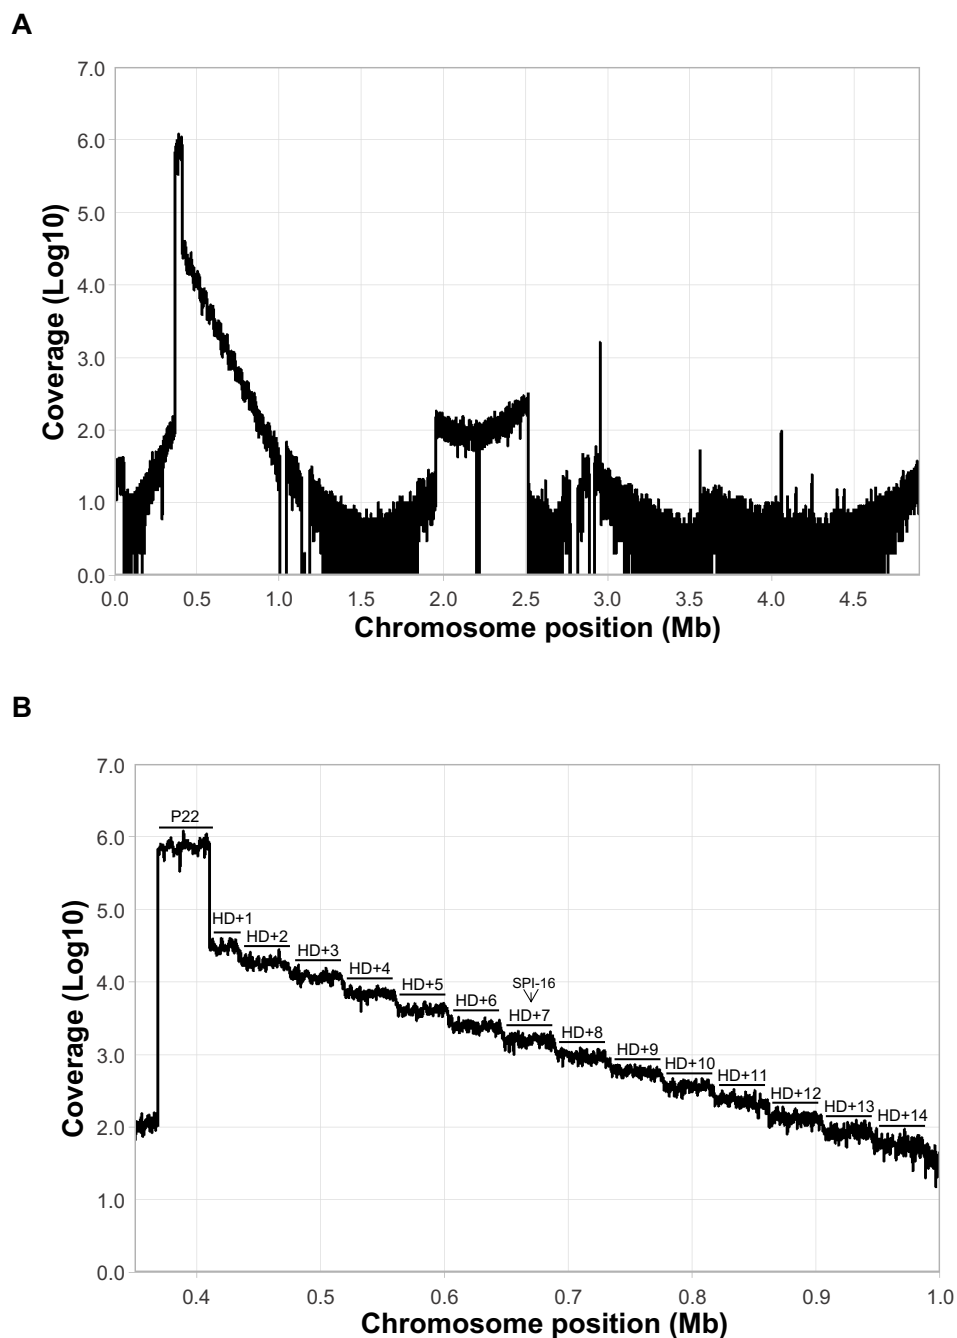 A
7.0
6.0
5.0
4.0
3.0
2.0
1.0
0.0
Coverage (Log10)
0.0 0.5 1.0 1.5 2.0 2.5 3.0 3.5 4.0 4.5
Chromosome position (Mb)
B
7.0
6.0
5.0
4.0
3.0
2.0
1.0
0.0
Coverage (Log10)
P22
HD+1
HD+2
HD+3
HD+4
HD+5
HD+6
SPI-16
HD+7
HD+8
HD+9
HD+10
HD+11
HD+12
HD+13
HD+14
0.4 0.5 0.6 0.7 0.8 0.9 1.0
Chromosome position (Mb)